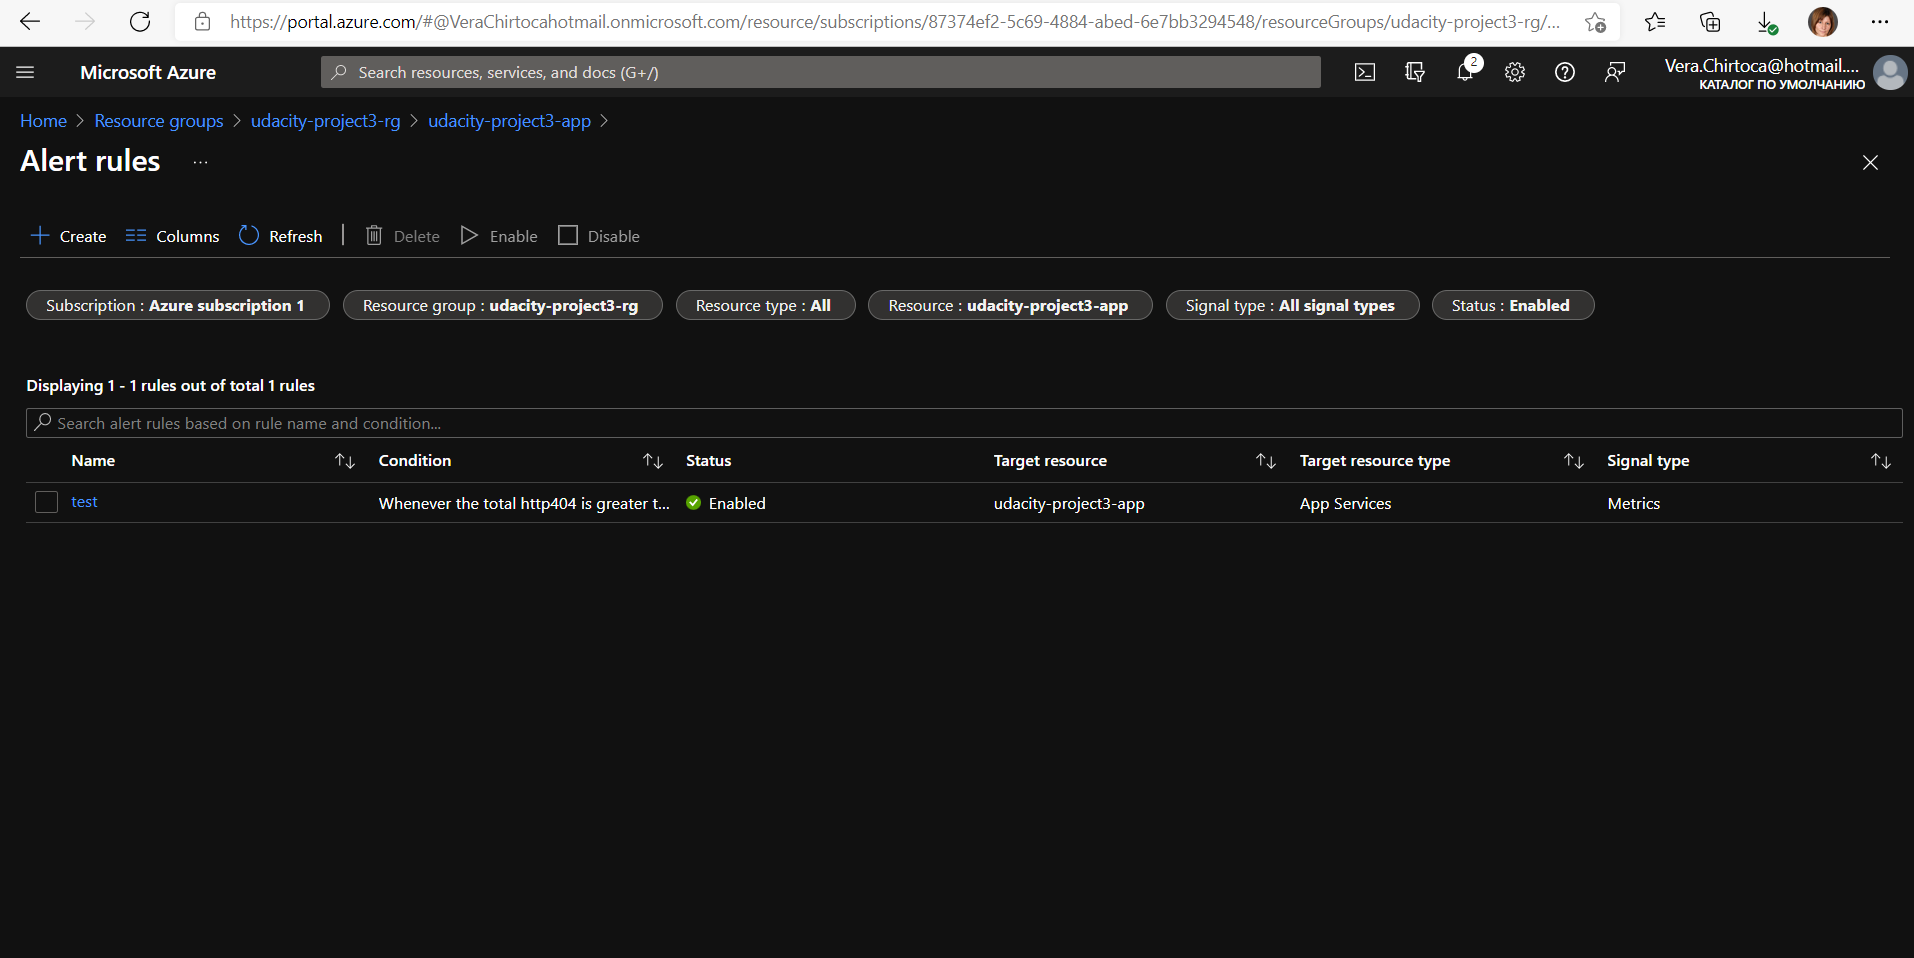 https://portal.azure.com/#@VeraChirtocahotmail.onmicrosoft.com/resource/subscriptions/87374ef2-5c69-4884-abed-6e7bb3294548/resourceGroups/udacity-project3-rg/...
Microsoft Azure
Search resources, services, and docs (G+/)
2
Vera.Chirtoca@hotmail....
КАТАЛОГ ПО УМОЛЧАНИЮ
Home > Resource groups > udacity-project3-rg > udacity-project3-app >
Alert rules ...
Create Columns Refresh | Delete Enable Disable
Subscription : Azure subscription 1 Resource group : udacity-project3-rg Resource type : All Resource : udacity-project3-app Signal type : All signal types Status : Enabled
Displaying 1 - 1 rules out of total 1 rules
Search alert rules based on rule name and condition...
Name Condition Status Target resource Target resource type Signal type
test Whenever the total http404 is greater t... Enabled udacity-project3-app App Services Metrics